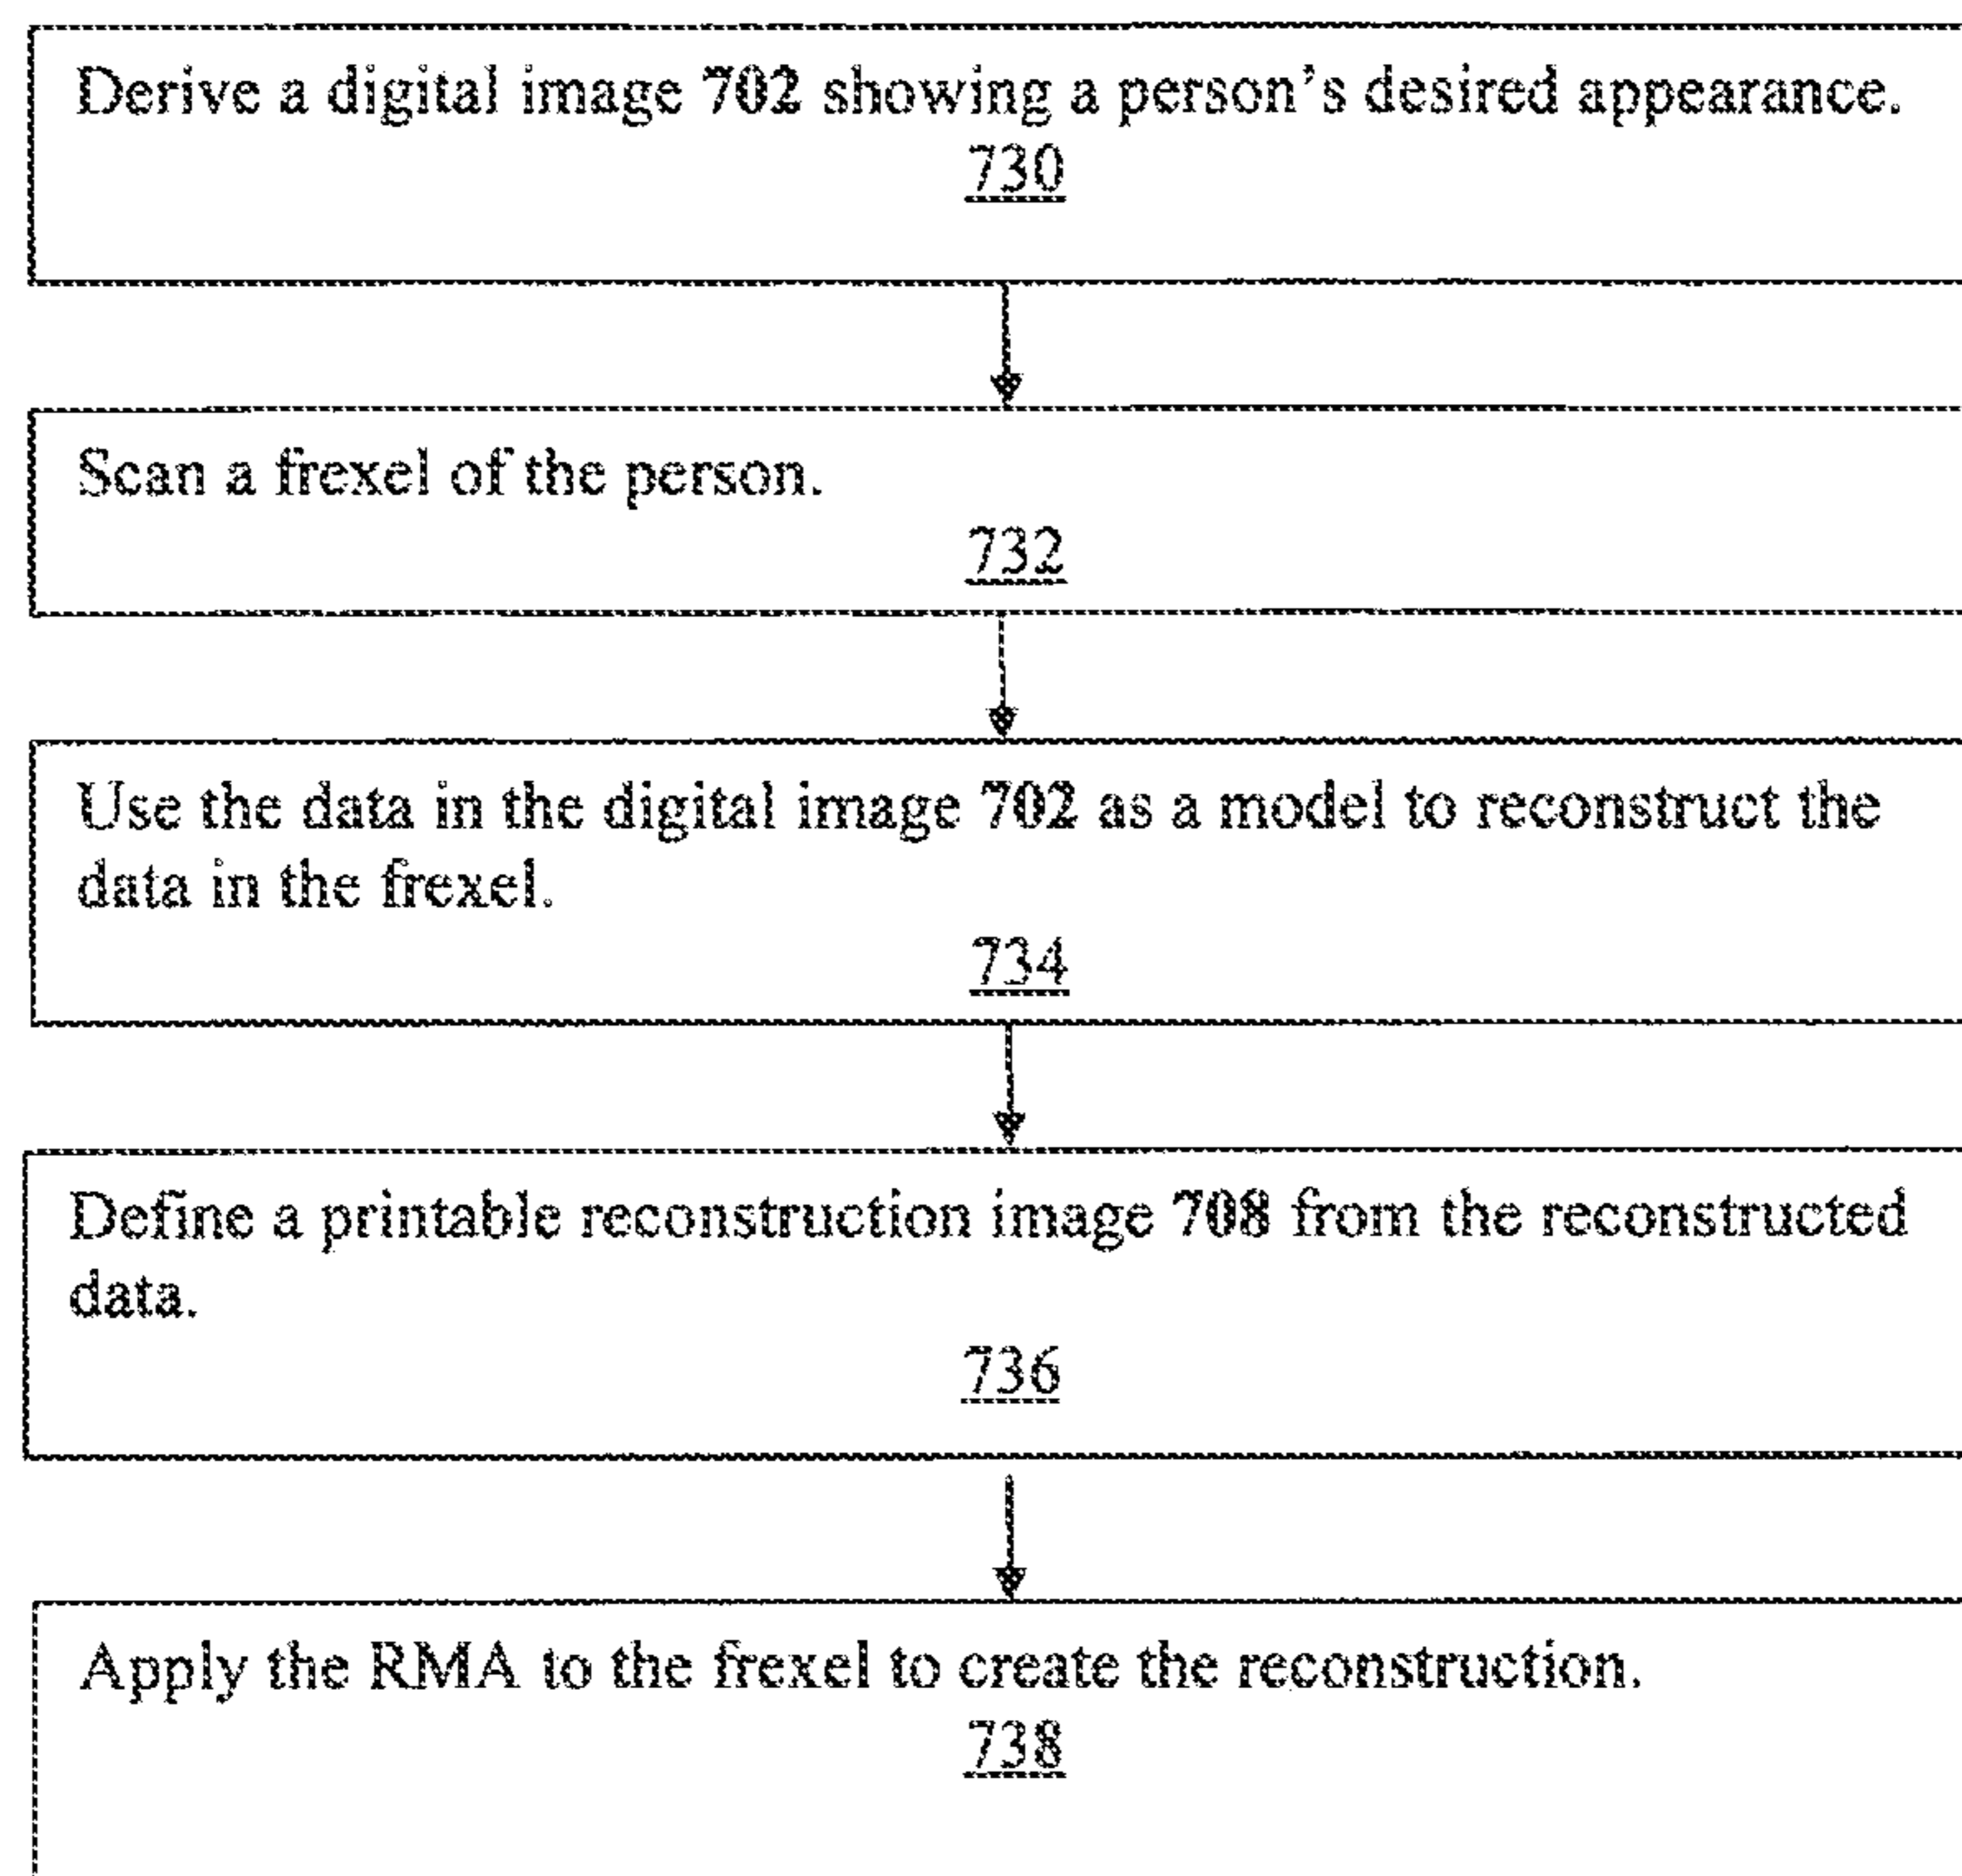 Derive a digital image 702 showing a person's desired appearance.
730
Scan a frexel of the person.
732
Use the data in the digital image 702 as a model to reconstruct the
data in the frexel.
734
Define a printable reconstruction image 708 from the reconstructed
data.
736
Apply the RMA to the frexel to create the reconstruction.
738